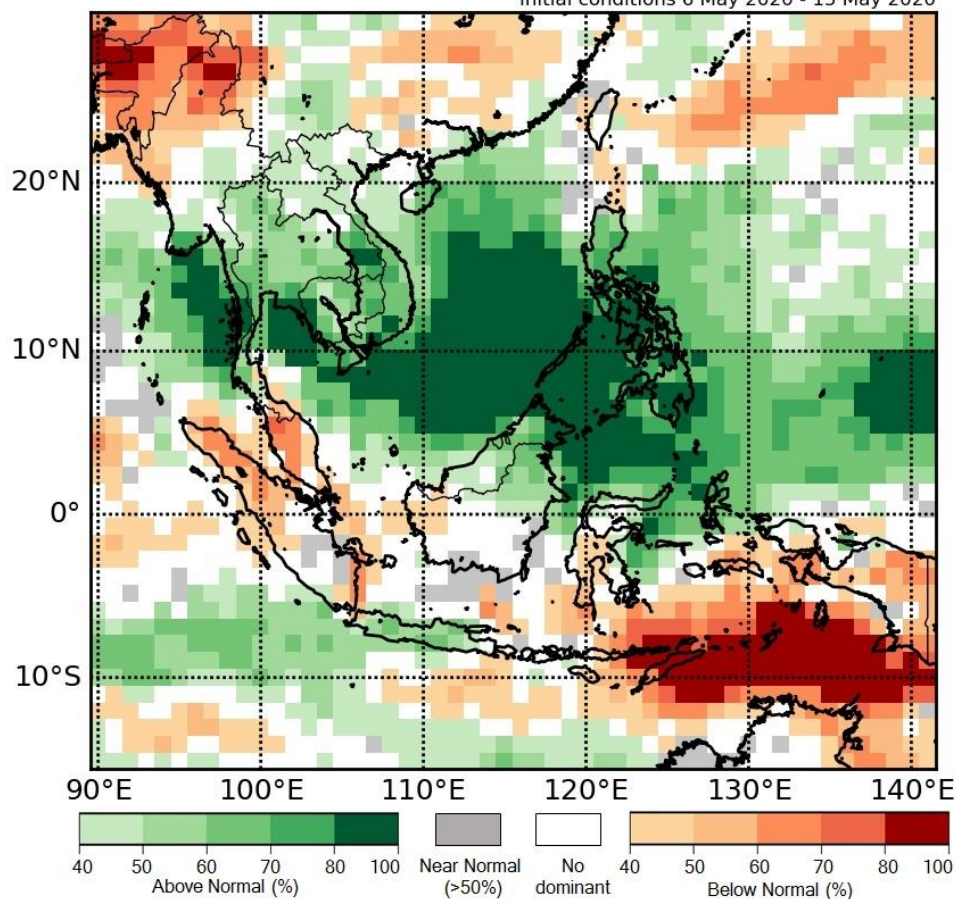 Initial conditions 6 May 2020 - 13 May 2020
20°N
10°N
0°
10°S
90°E 100°E 110°E 120°E 130°E 140°E
40 50 60 70 80 100
Above Normal (%)
Near Normal
(>50%)
No
dominant
40 50 60 70 80 100
Below Normal (%)